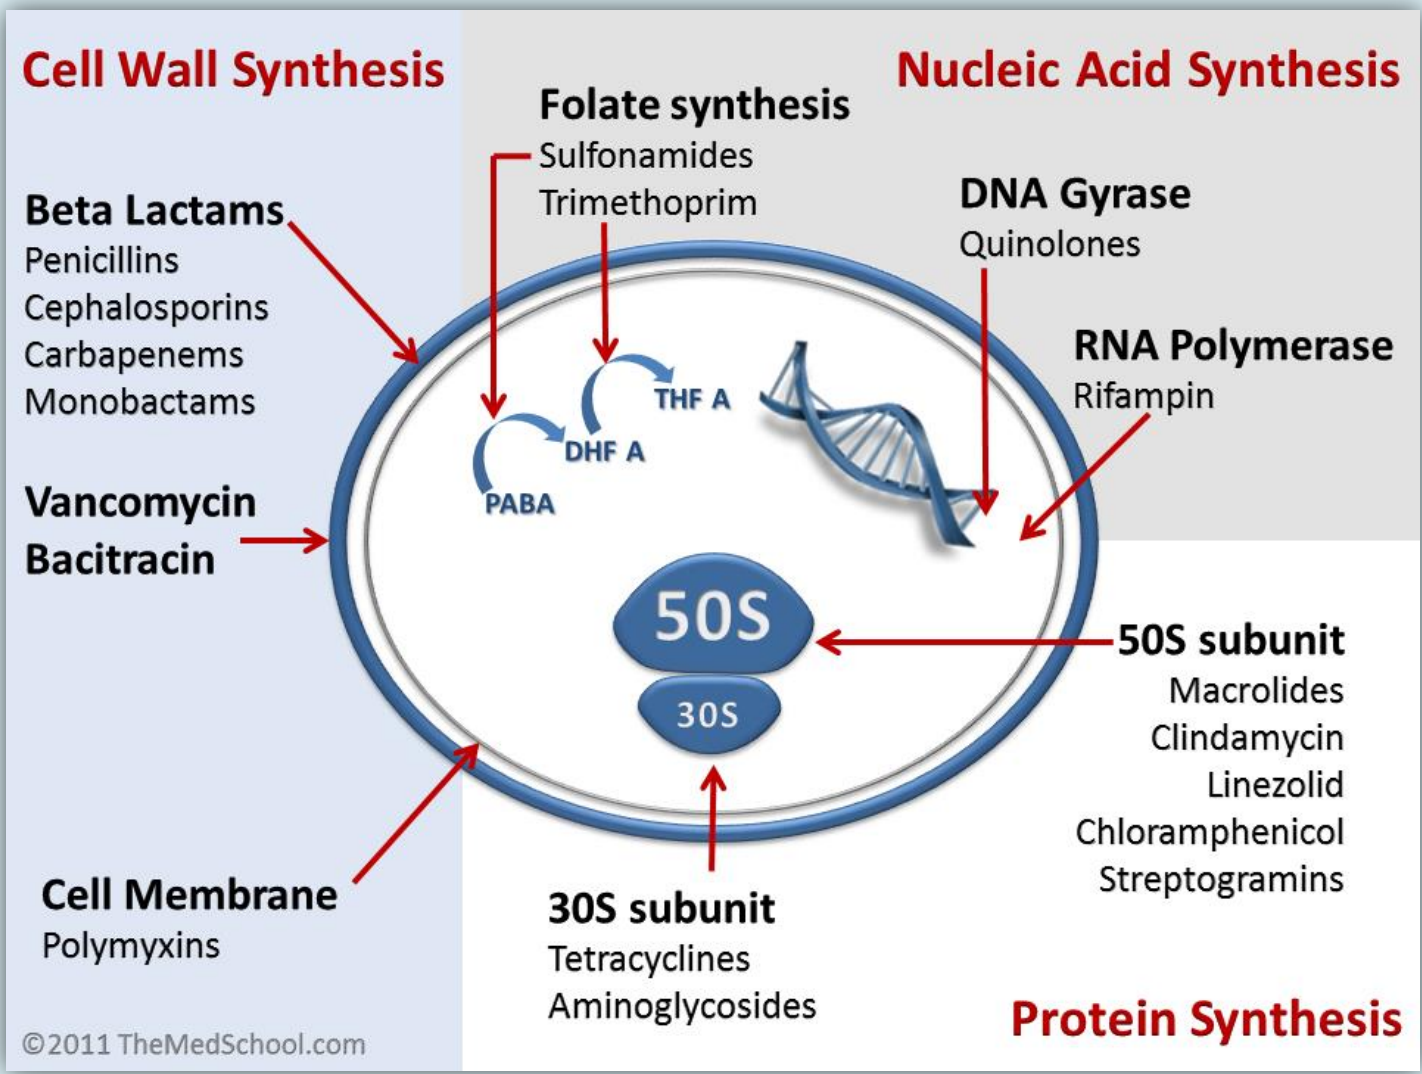 Cell Wall Synthesis
Beta Lactams
Penicillins
Cephalosporins
Carbapenems
Monobactams
Vancomycin
Bacitracin
Cell Membrane
Polymyxins
©2011 TheMedSchool.com
Nucleic Acid Synthesis
Folate synthesis
Sulfonamides
Trimethoprim
DNA Gyrase
Quinolones
RNA Polymerase
Rifampin
THF A
DHF A
PABA
50S
30S
50S subunit
Macrolides
Clindamycin
Linezolid
Chloramphenicol
Streptogramins
30S subunit
Tetracyclines
Aminoglycosides
Protein Synthesis